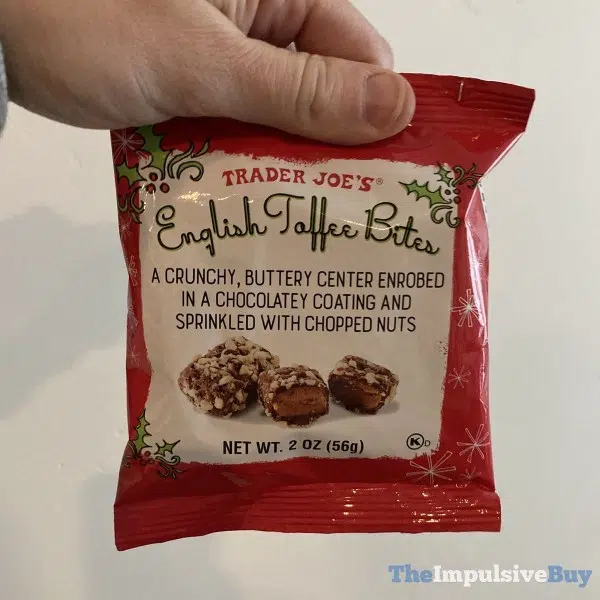 TRADER JOE'S®
English Toffee Bites
A CRUNCHY, BUTTERY CENTER ENROBED
IN A CHOCOLATEY COATING AND
SPRINKLED WITH CHOPPED NUTS
NET WT. 2 OZ (56g)
K D
TheImpulsiveBuy